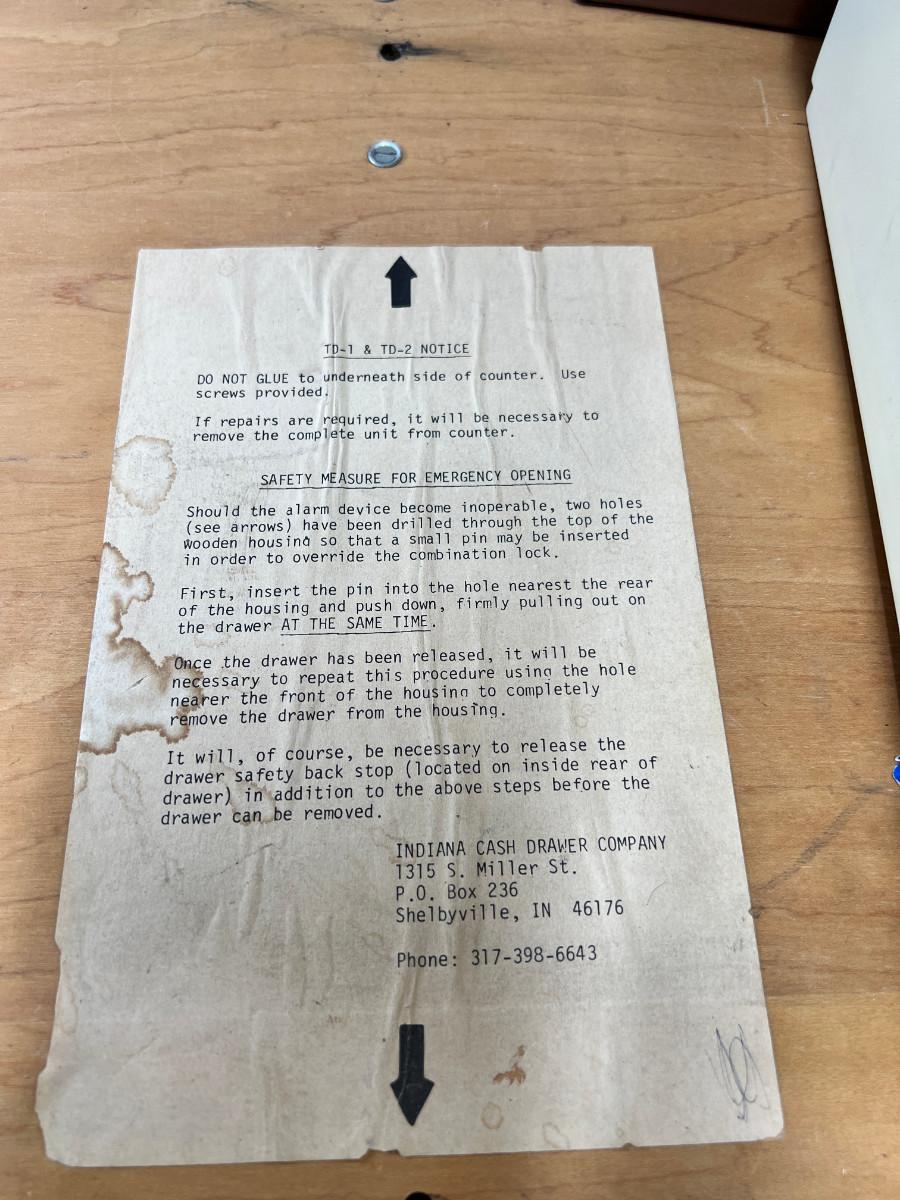 TD-1 & TD-2 NOTICE
DO NOT GLUE to underneath side of counter. Use
screws provided.
If repairs are required, it will be necessary to
remove the complete unit from counter.
SAFETY MEASURE FOR EMERGENCY OPENING
Should the alarm device become inoperable, two holes
(see arrows) have been drilled through the top of the
wooden housing so that a small pin may be inserted
in order to override the combination lock.
First, insert the pin into the hole nearest the rear
of the housing and push down, firmly pulling out on
the drawer AT THE SAME TIME.
Once the drawer has been released, it will be
necessary to repeat this procedure using the hole
nearer the front of the housing to completely
remove the drawer from the housing.
It will, of course, be necessary to release the
drawer safety back stop (located on inside rear of
drawer) in addition to the above steps before the
drawer can be removed.
INDIANA CASH DRAWER COMPANY
1315 S. Miller St.
P.O. Box 236
Shelbyville, IN 46176
Phone: 317-398-6643